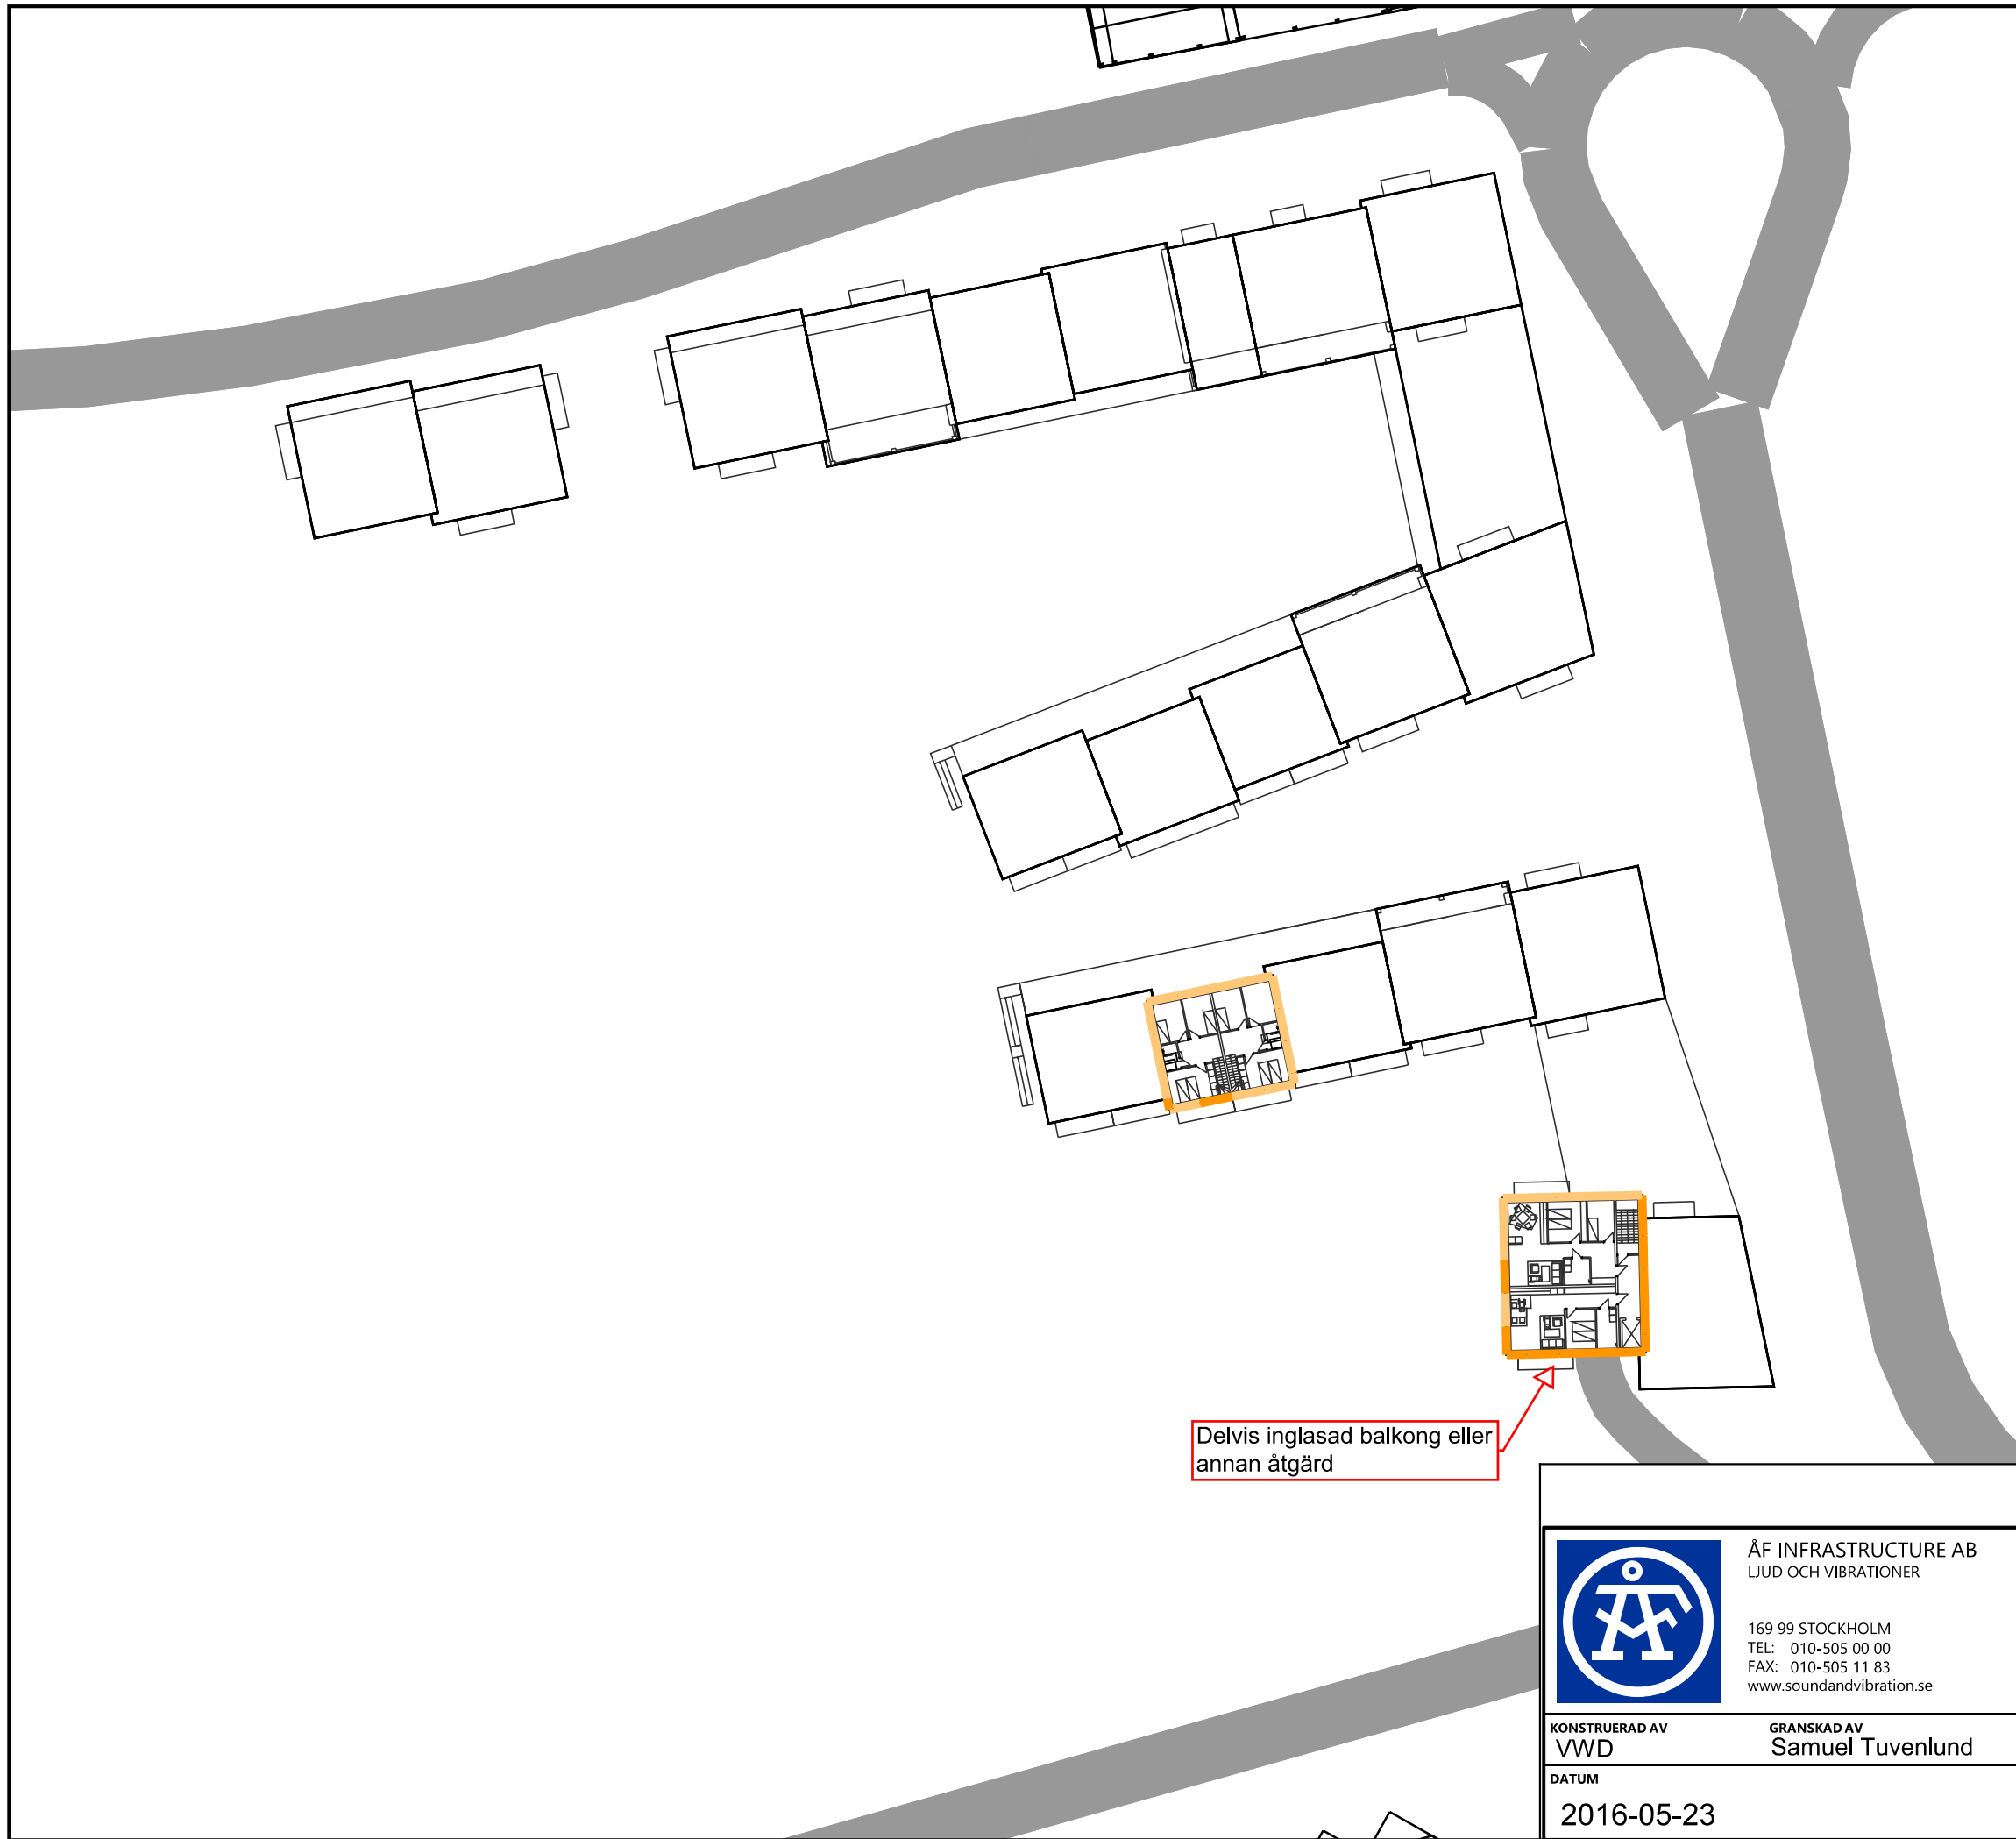 Delvis inglasad balkong eller
annan åtgärd
ÅF
ÅF INFRASTRUCTURE AB
LJUD OCH VIBRATIONER
169 99 STOCKHOLM
TEL: 010-505 00 00
FAX: 010-505 11 83
www.soundandvibration.se
KONSTRUERAD AV
VWD
GRANSKAD AV
Samuel Tuvenlund
DATUM
2016-05-23